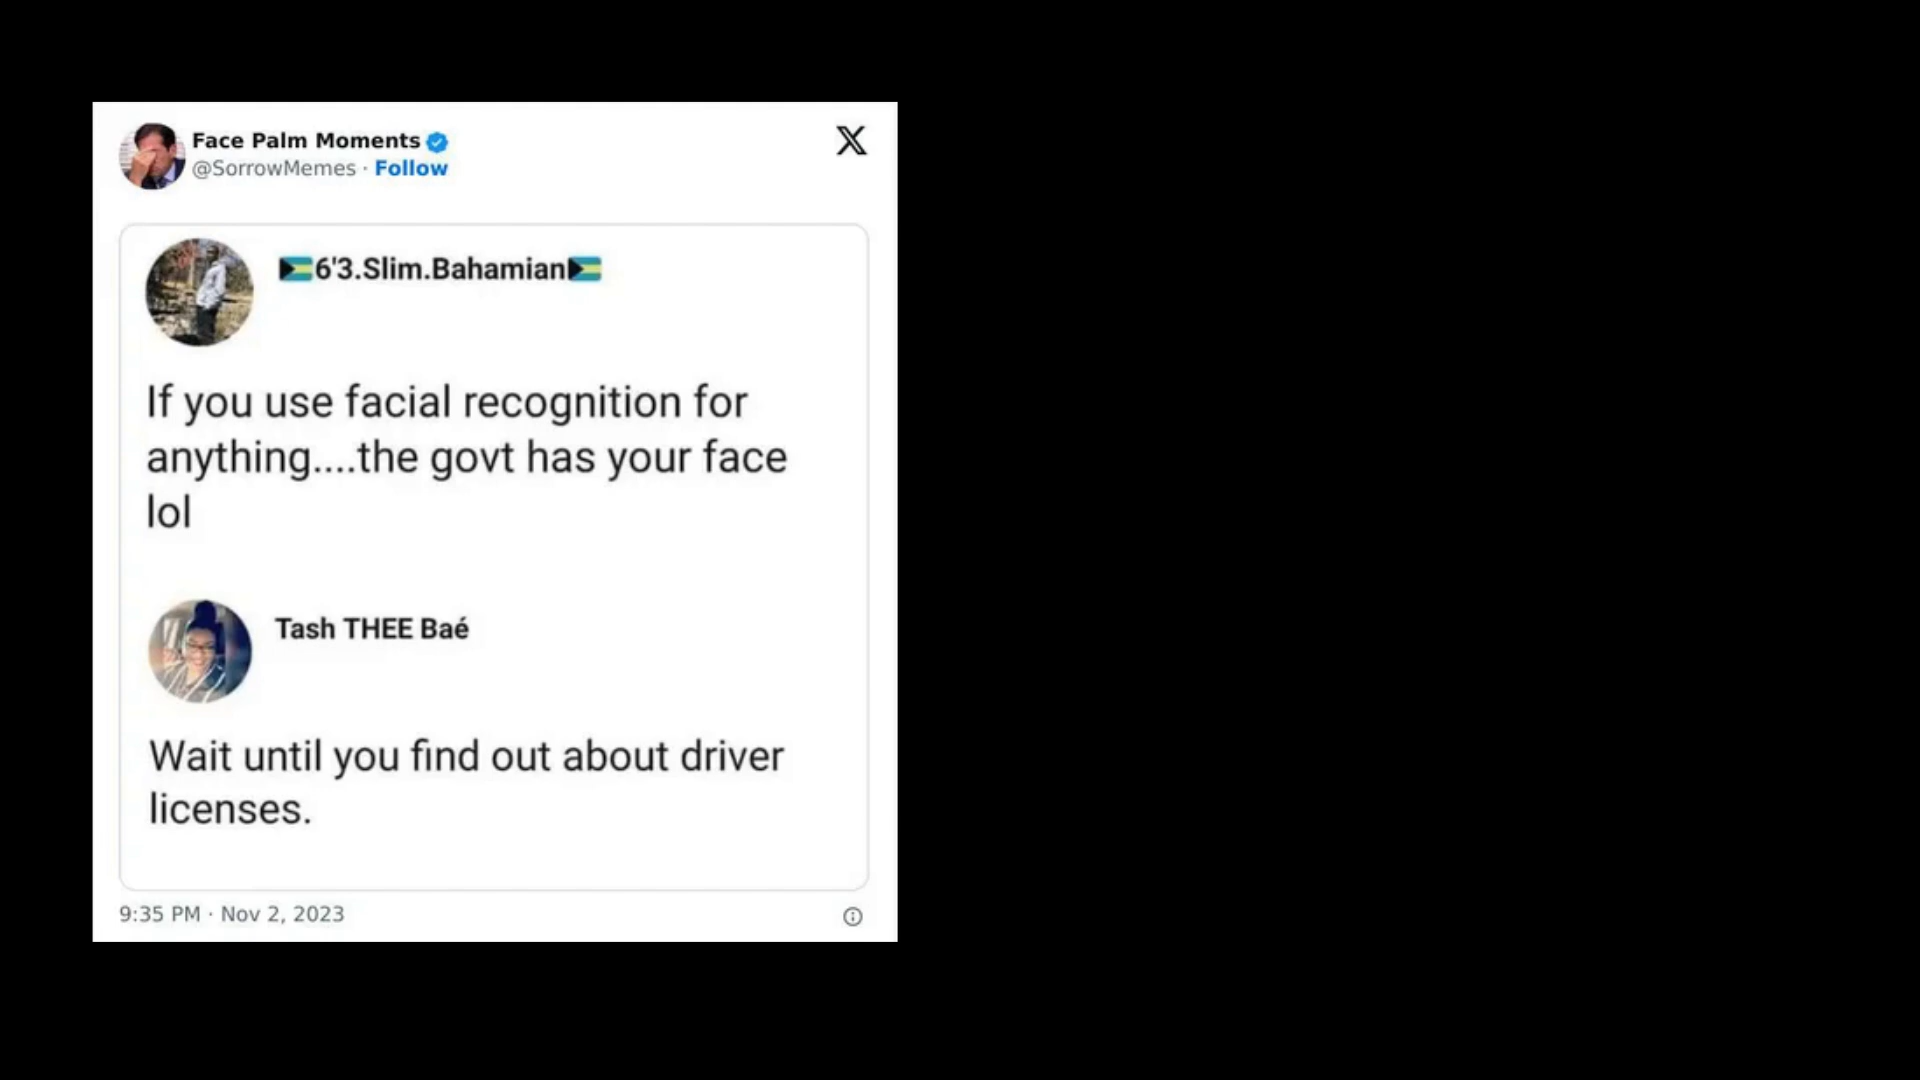 Face Palm Moments
@SorrowMemes · Follow
🇧🇸6'3.Slim.Bahamian🇧🇸
If you use facial recognition for
anything....the govt has your face
lol
Tash THEE Baé
Wait until you find out about driver
licenses.
9:35 PM · Nov 2, 2023